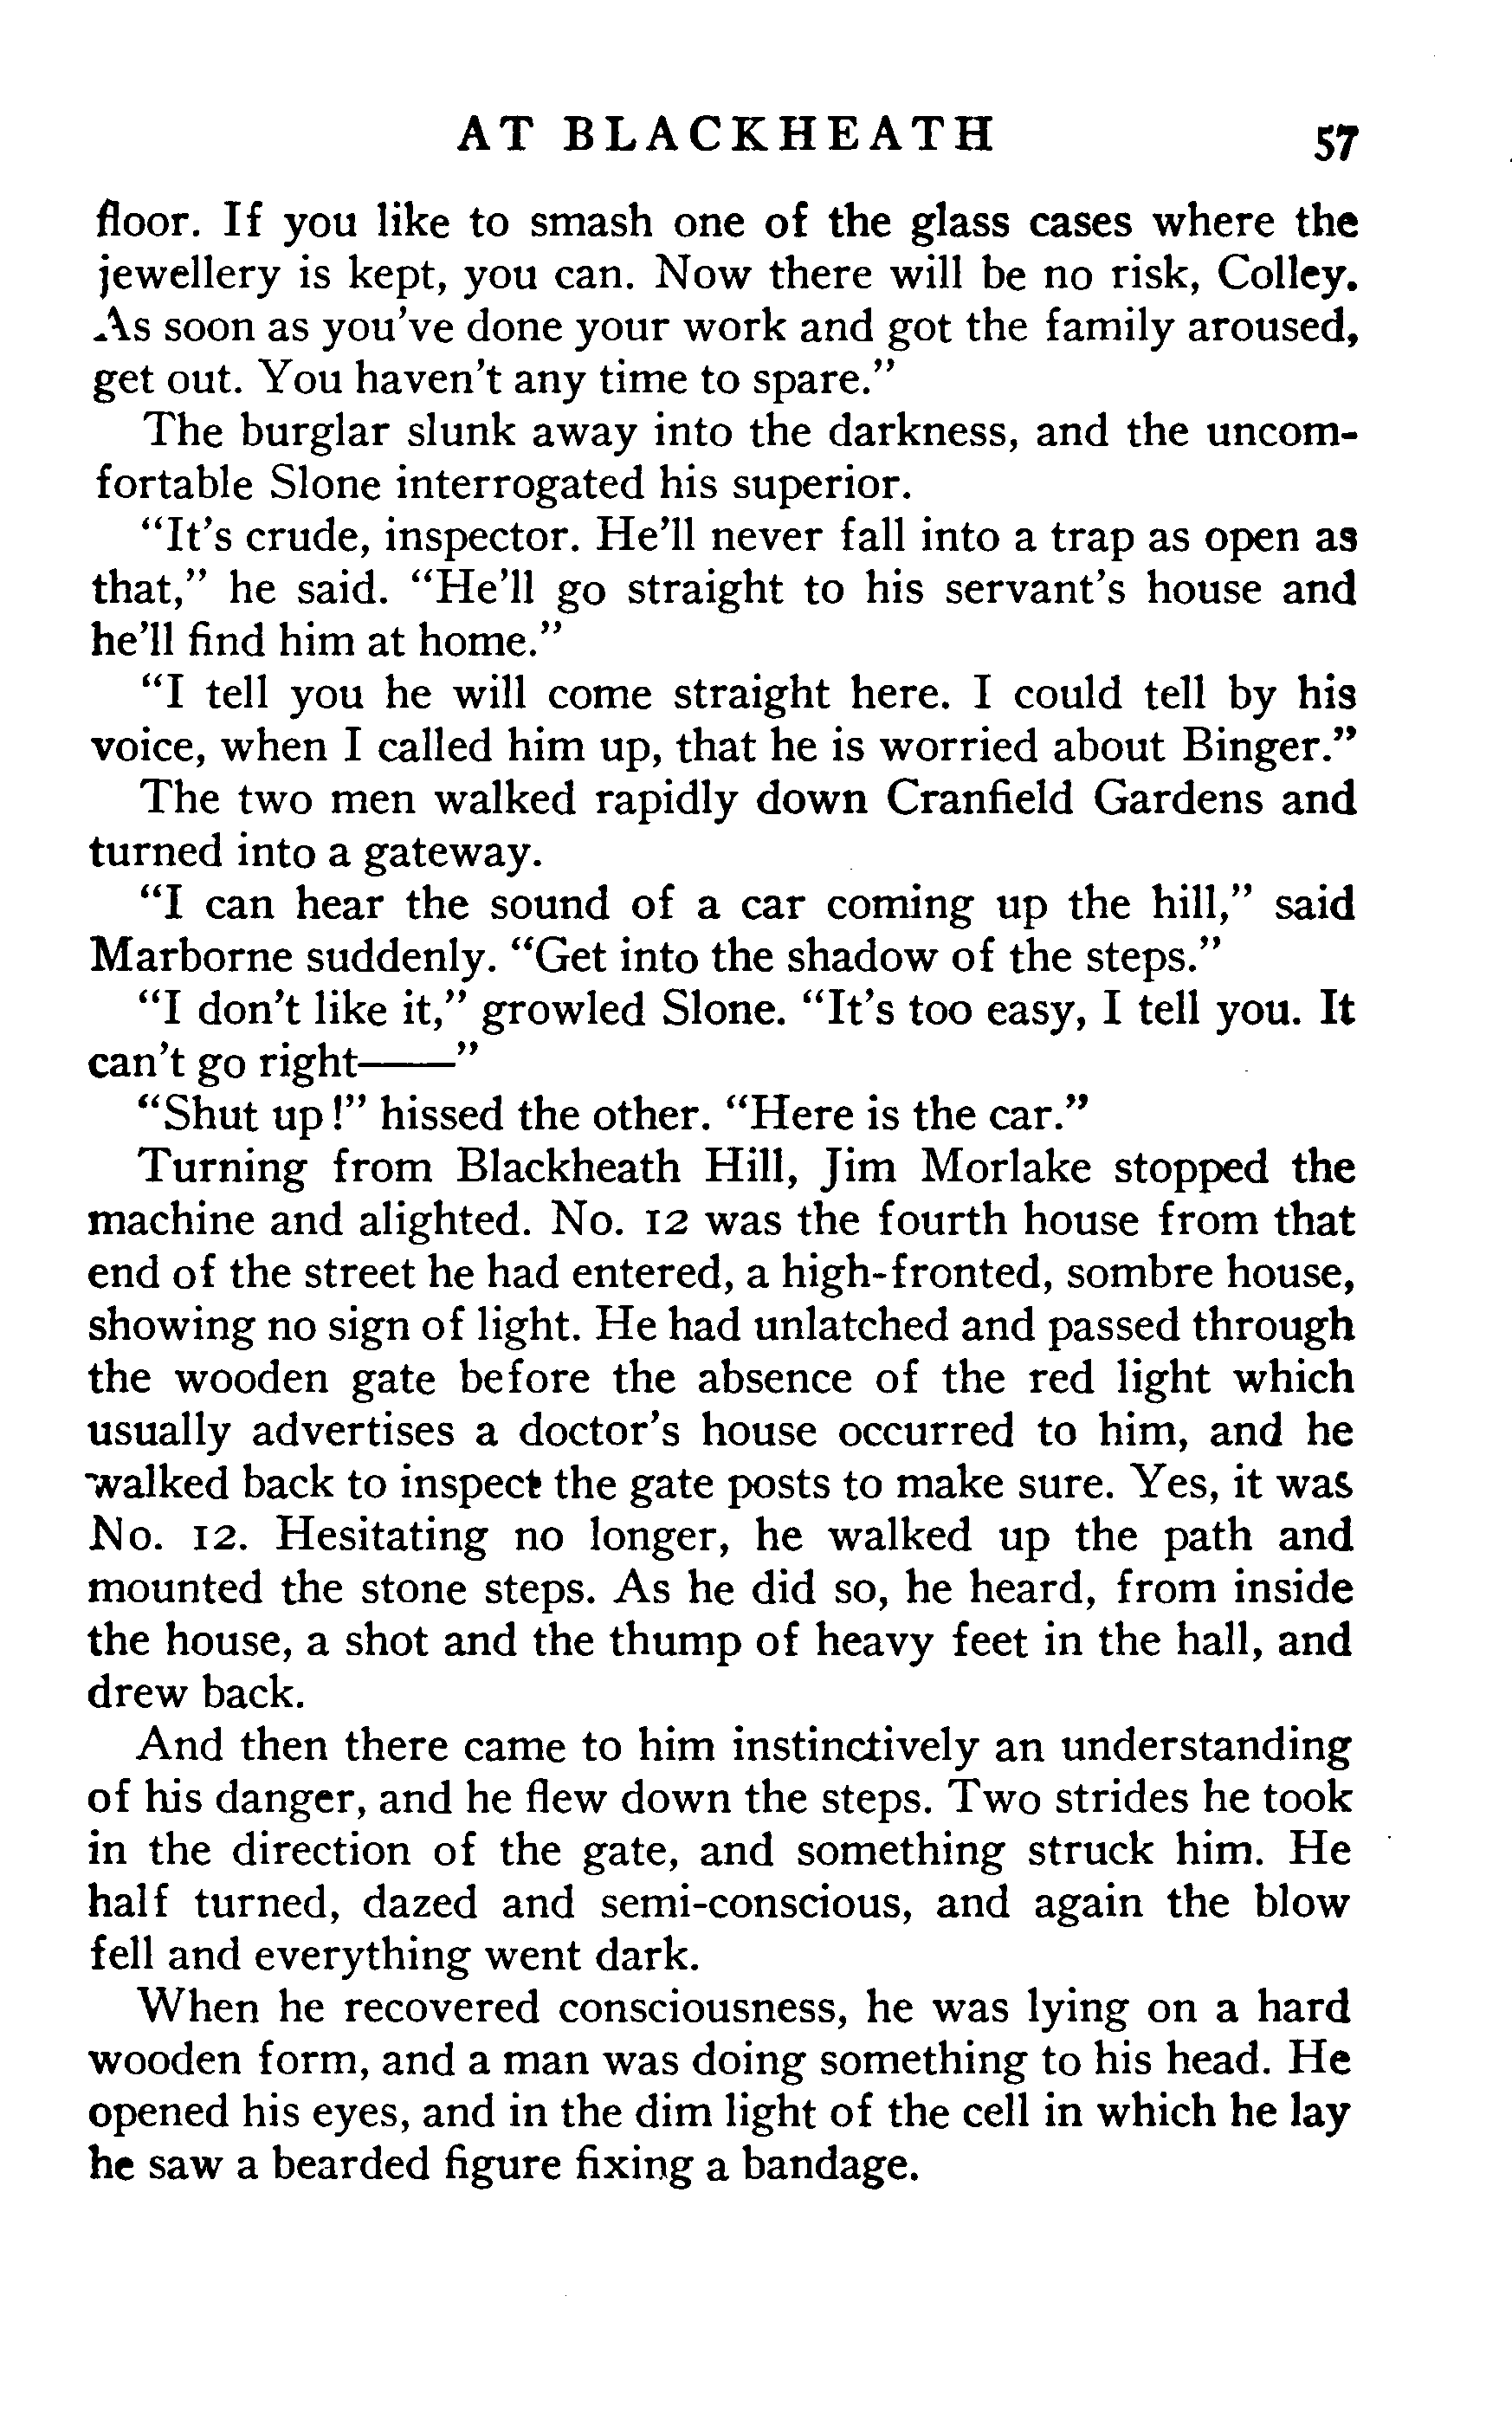 AT BLACKHEATH 57
floor. If you like to smash one of the glass cases where the
jewellery is kept, you can. Now there will be no risk, Colley.
As soon as you've done your work and got the family aroused,
get out. You haven't any time to spare."
The burglar slunk away into the darkness, and the uncom-
fortable Slone interrogated his superior.
"It's crude, inspector. He'll never fall into a trap as open as
that," he said. "He'll go straight to his servant's house and
he'll find him at home."
"I tell you he will come straight here. I could tell by his
voice, when I called him up, that he is worried about Binger."
The two men walked rapidly down Cranfield Gardens and
turned into a gateway.
"I can hear the sound of a car coming up the hill," said
Marborne suddenly. "Get into the shadow of the steps."
"I don't like it," growled Slone. "It's too easy, I tell you. It
can't go right——"
"Shut up!" hissed the other. "Here is the car."
Turning from Blackheath Hill, Jim Morlake stopped the
machine and alighted. No. 12 was the fourth house from that
end of the street he had entered, a high-fronted, sombre house,
showing no sign of light. He had unlatched and passed through
the wooden gate before the absence of the red light which
usually advertises a doctor's house occurred to him, and he
walked back to inspect the gate posts to make sure. Yes, it was
No. 12. Hesitating no longer, he walked up the path and
mounted the stone steps. As he did so, he heard, from inside
the house, a shot and the thump of heavy feet in the hall, and
drew back.
And then there came to him instinctively an understanding
of his danger, and he flew down the steps. Two strides he took
in the direction of the gate, and something struck him. He
half turned, dazed and semi-conscious, and again the blow
fell and everything went dark.
When he recovered consciousness, he was lying on a hard
wooden form, and a man was doing something to his head. He
opened his eyes, and in the dim light of the cell in which he lay
he saw a bearded figure fixing a bandage.